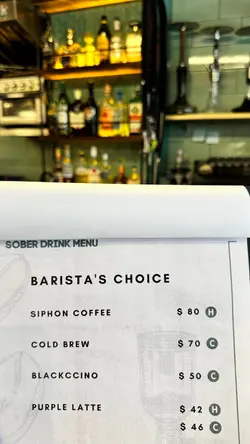 SOBER DRINK MENU
BARISTA'S CHOICE
SIPHON COFFEE $ 80 H
COLD BREW $ 70 C
BLACKCCINO $ 50 C
PURPLE LATTE $ 42 H
$ 46 C